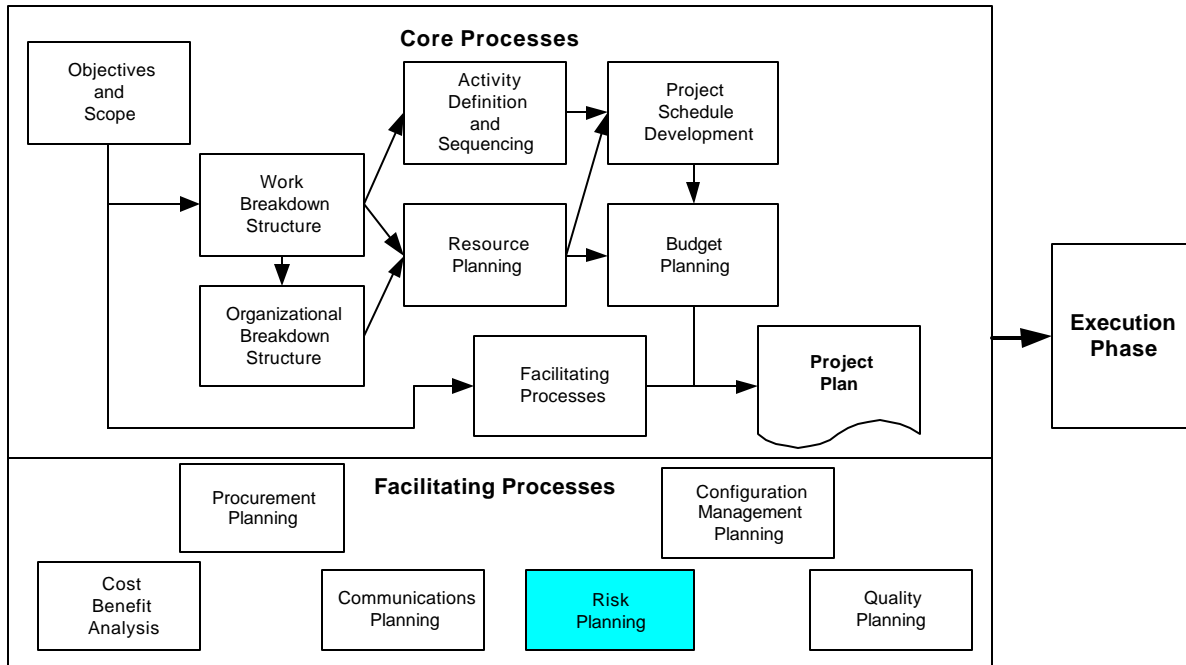 Core Processes
Objectives
and
Scope
Activity
Definition
and
Sequencing
Project
Schedule
Development
Work
Breakdown
Structure
Resource
Planning
Budget
Planning
Organizational
Breakdown
Structure
Facilitating
Processes
Project
Plan
Execution
Phase
Facilitating Processes
Procurement
Planning
Configuration
Management
Planning
Cost
Benefit
Analysis
Communications
Planning
Risk
Planning
Quality
Planning